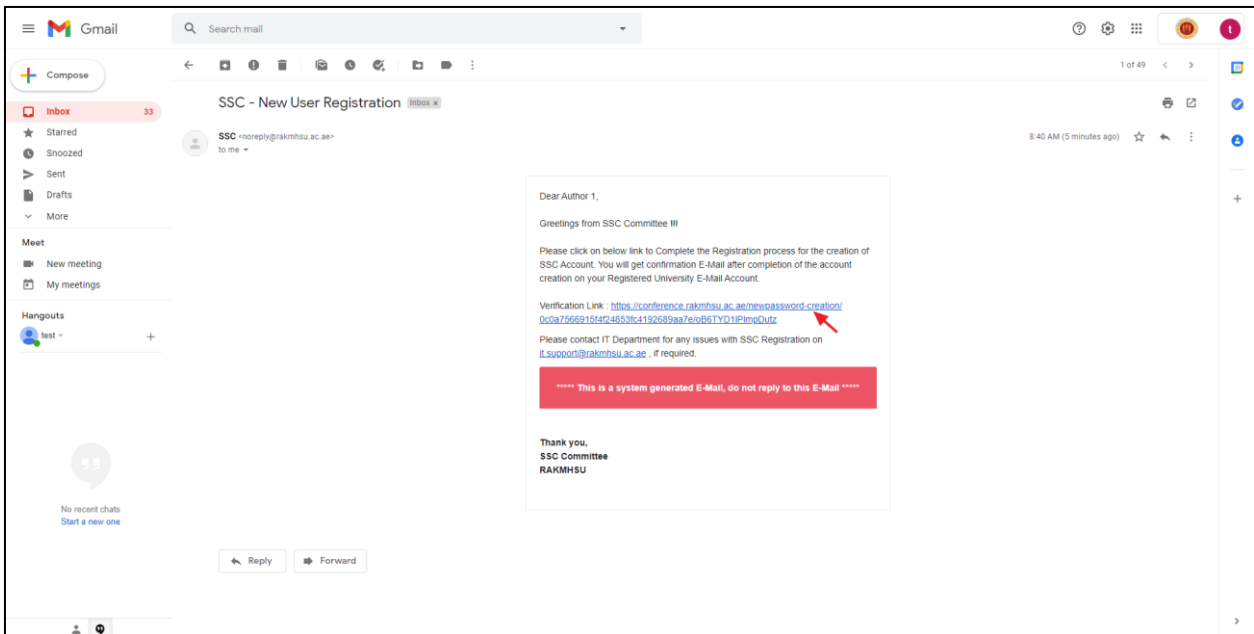 Gmail
Search mail
t
Compose
1 of 49
Inbox 33
Starred
Snoozed
Sent
Drafts
More
Meet
New meeting
My meetings
Hangouts
test
No recent chats
Start a new one
SSC - New User Registration Inbox x
SSC <noreply@rakmhsu.ac.ae>
to me
8:40 AM (5 minutes ago)
Dear Author 1,
Greetings from SSC Committee !!!
Please click on below link to Complete the Registration process for the creation of
SSC Account. You will get confirmation E-Mail after completion of the account
creation on your Registered University E-Mail Account.
Verification Link : https://conference.rakmhsu.ac.ae/newpassword-creation/
0c0a7566915f4f24853fc4192689aa7e/oB6TYD1IPImpDutz
Please contact IT Department for any issues with SSC Registration on
it.support@rakmhsu.ac.ae , if required.
***** This is a system generated E-Mail, do not reply to this E-Mail *****
Thank you,
SSC Committee
RAKMHSU
Reply
Forward